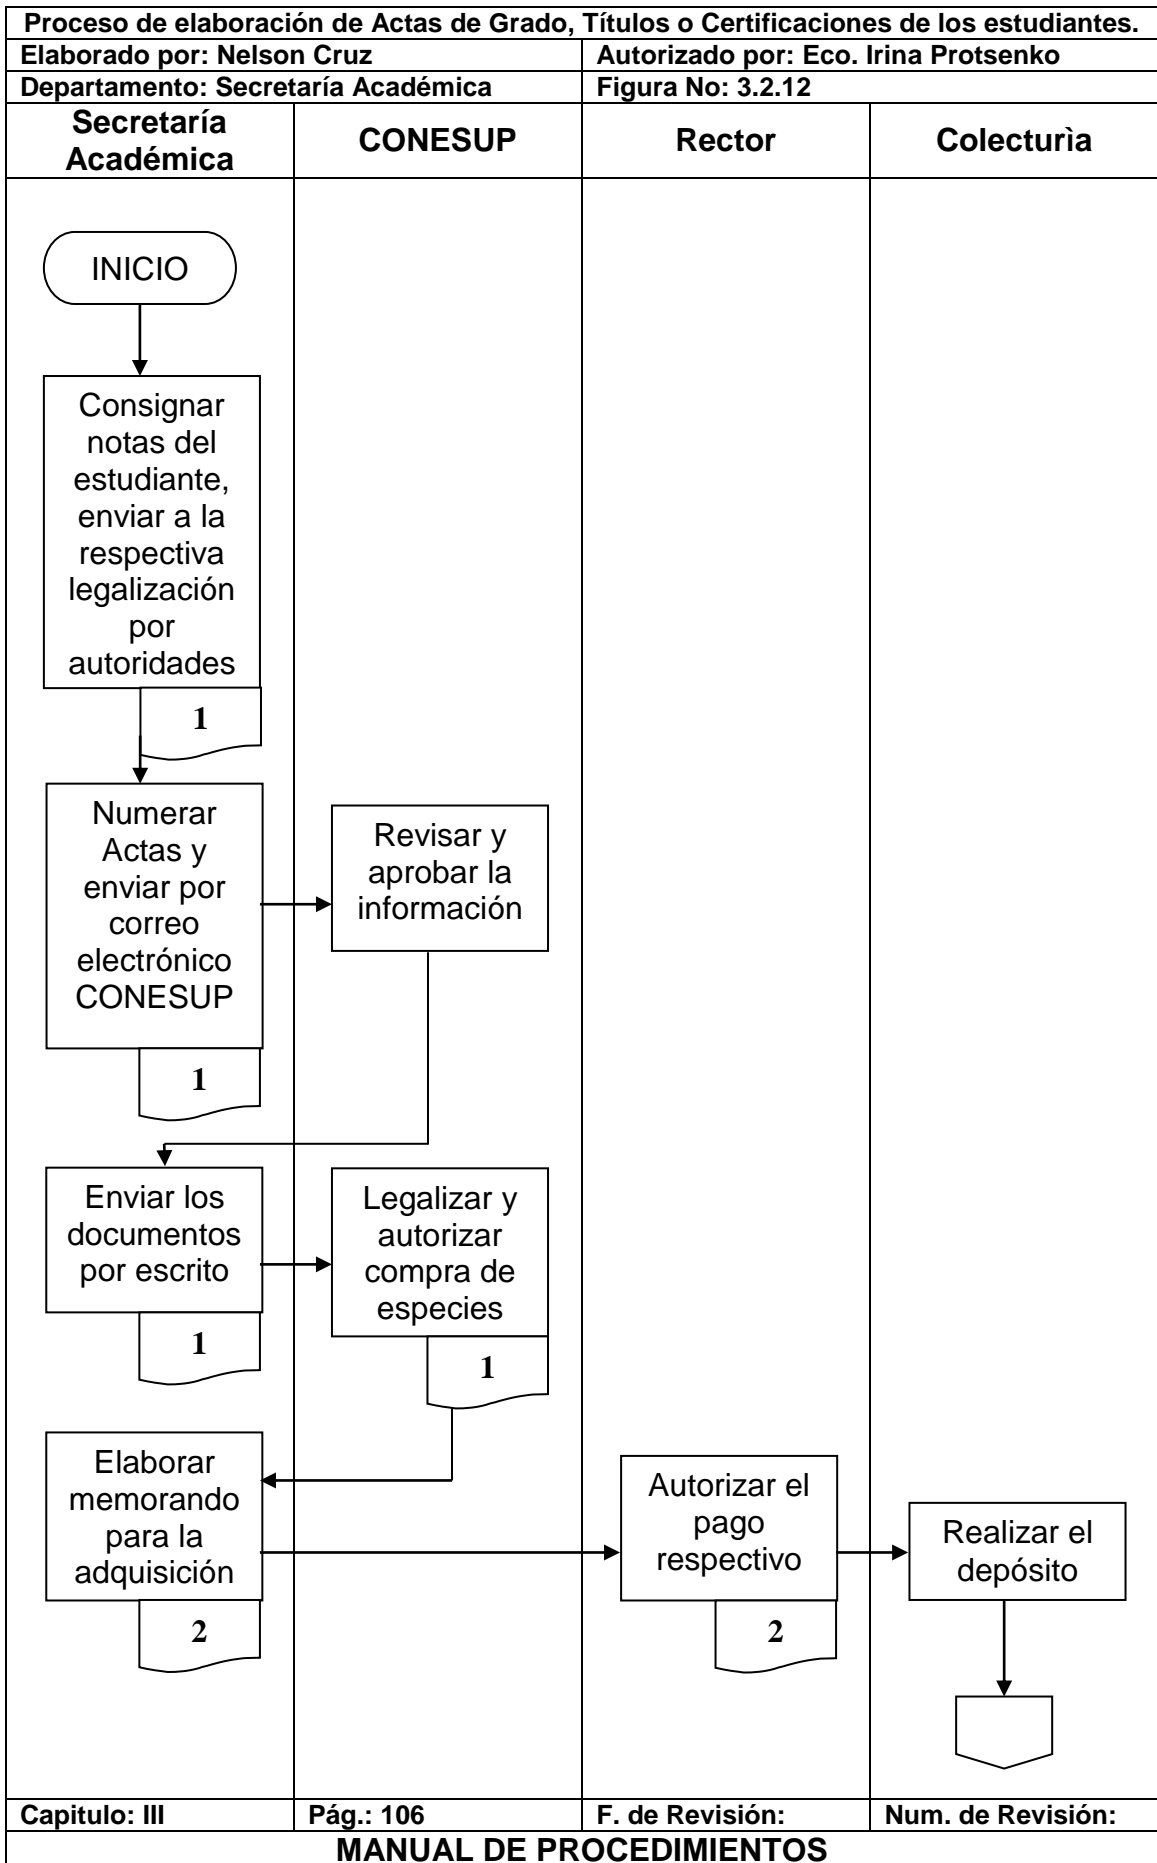 Proceso de elaboración de Actas de Grado, Títulos o Certificaciones de los estudiantes.
Elaborado por: Nelson Cruz
Autorizado por: Eco. Irina Protsenko
Departamento: Secretaría Académica
Figura No: 3.2.12
Secretaría
Académica
CONESUP
Rector
Colecturìa
INICIO
Consignar
notas del
estudiante,
enviar a la
respectiva
legalización
por
autoridades
1
Numerar
Actas y
enviar por
correo
electrónico
CONESUP
1
Revisar y
aprobar la
información
Enviar los
documentos
por escrito
1
Legalizar y
autorizar
compra de
especies
1
Elaborar
memorando
para la
adquisición
2
Autorizar el
pago
respectivo
2
Realizar el
depósito
Capitulo: III
Pág.: 106
F. de Revisión:
Num. de Revisión:
MANUAL DE PROCEDIMIENTOS